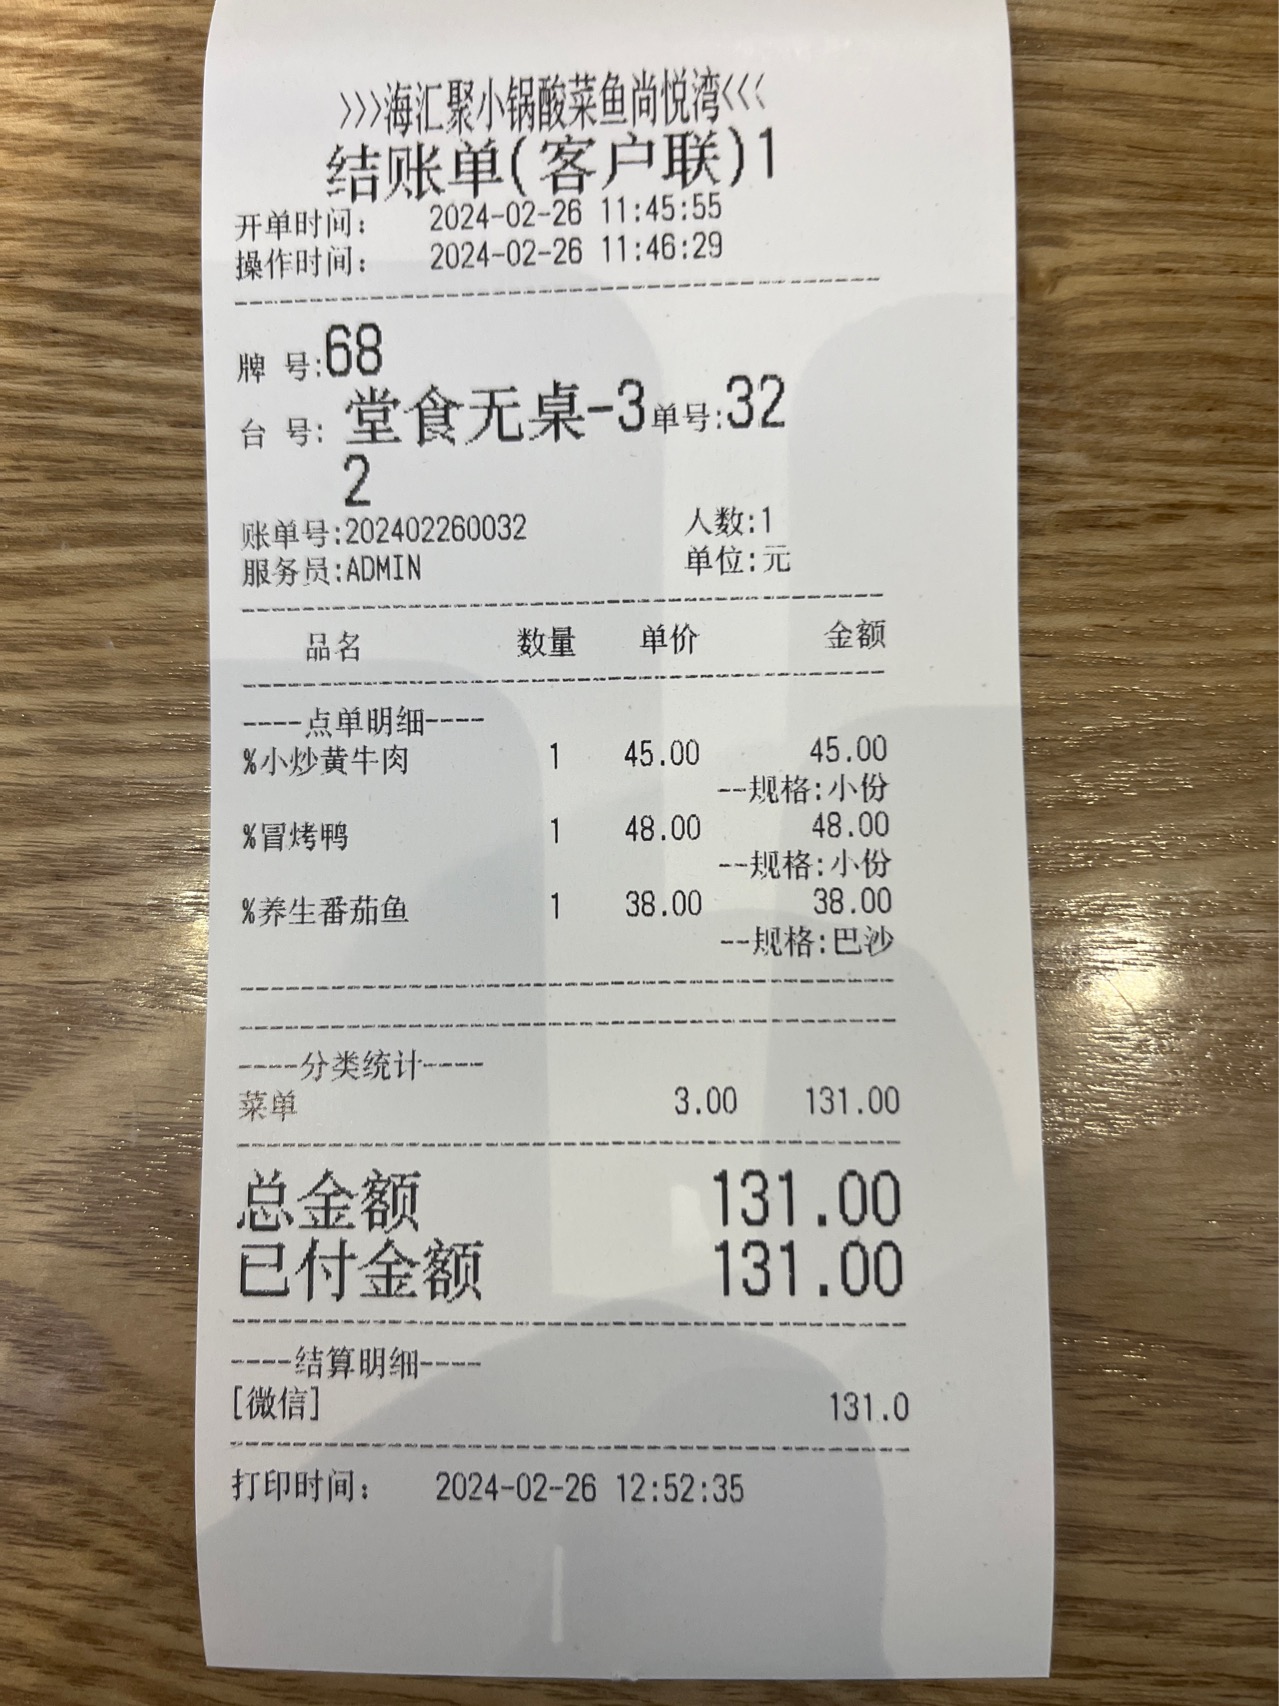 >>>海汇聚小锅酸菜鱼尚悦湾<<<
结账单(客户联)1
开单时间： 2024-02-26 11:45:55
操作时间： 2024-02-26 11:46:29
牌 号:68
台 号: 堂食无桌-3 单号:32
2
账单号:202402260032 人数:1
服务员:ADMIN 单位:元
品名 数量 单价 金额
----点单明细----
%小炒黄牛肉 1 45.00 45.00
--规格:小份
%冒烤鸭 1 48.00 48.00
--规格:小份
%养生番茄鱼 1 38.00 38.00
--规格:巴沙
----分类统计----
菜单 3.00 131.00
总金额 131.00
已付金额 131.00
----结算明细----
[微信] 131.0
打印时间： 2024-02-26 12:52:35